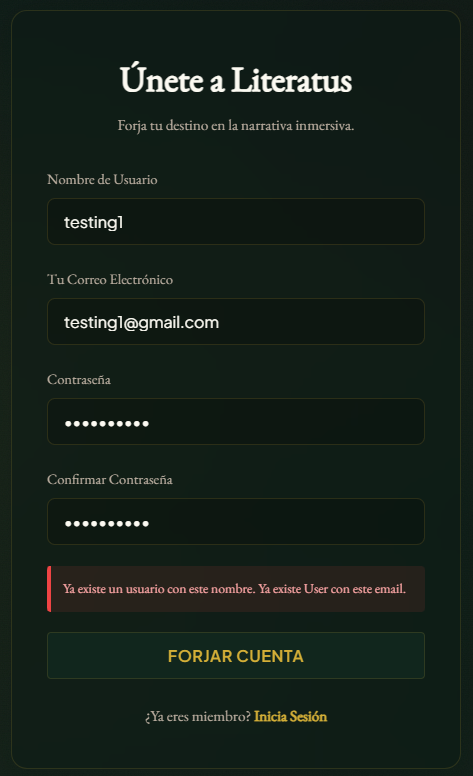 Únete a Literatus
Forja tu destino en la narrativa inmersiva.
Nombre de Usuario
testing1
Tu Correo Electrónico
testing1@gmail.com
Contraseña
••••••••••
Confirmar Contraseña
••••••••••
Ya existe un usuario con este nombre. Ya existe User con este email.
FORJAR CUENTA
¿Ya eres miembro? Inicia Sesión